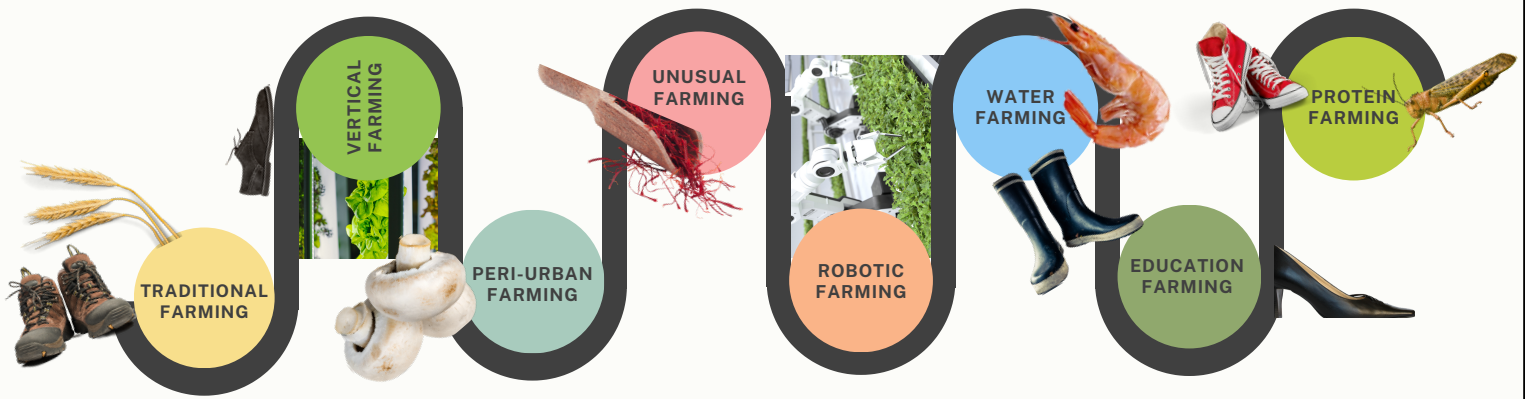 TRADITIONAL
FARMING
VERTICAL
FARMING
PERI-URBAN
FARMING
UNUSUAL
FARMING
ROBOTIC
FARMING
WATER
FARMING
EDUCATION
FARMING
PROTEIN
FARMING